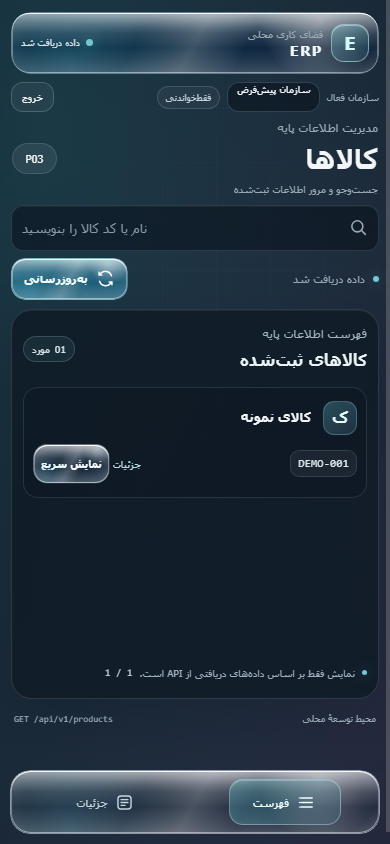 E
فضای کاری محلی
ERP
داده دریافت شد
سازمان فعال
سازمان پیش‌فرض
فقط‌خواندنی
خروج
مدیریت اطلاعات پایه
کالاها
P03
جست‌وجو و مرور اطلاعات ثبت‌شده
نام یا کد کالا را بنویسید
داده دریافت شد
به‌روزرسانی
فهرست اطلاعات پایه
کالاهای ثبت‌شده
01 مورد
ک
کالای نمونه
DEMO-001
جزئیات
نمایش سریع
نمایش فقط بر اساس داده‌های دریافتی از API است.
1 / 1
محیط توسعهٔ محلی
GET /api/v1/products
فهرست
جزئیات